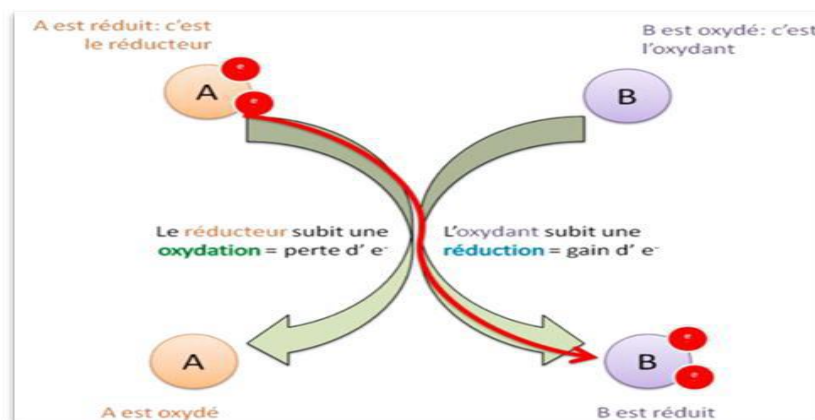 A est réduit: c'est
le réducteur
B est oxydé: c'est
l'oxydant
A
B
Le réducteur subit une
oxydation = perte d' e-
L'oxydant subit une
réduction = gain d' e-
A
B
A est oxydé
B est réduit